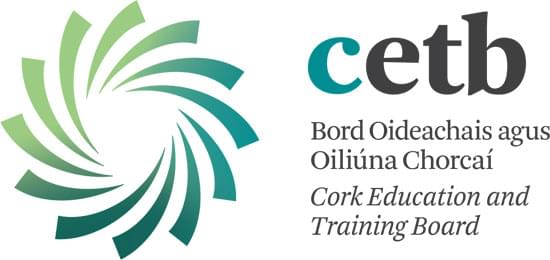 cetb
Bord Oideachais agus
Oiliúna Chorcaí
Cork Education and
Training Board